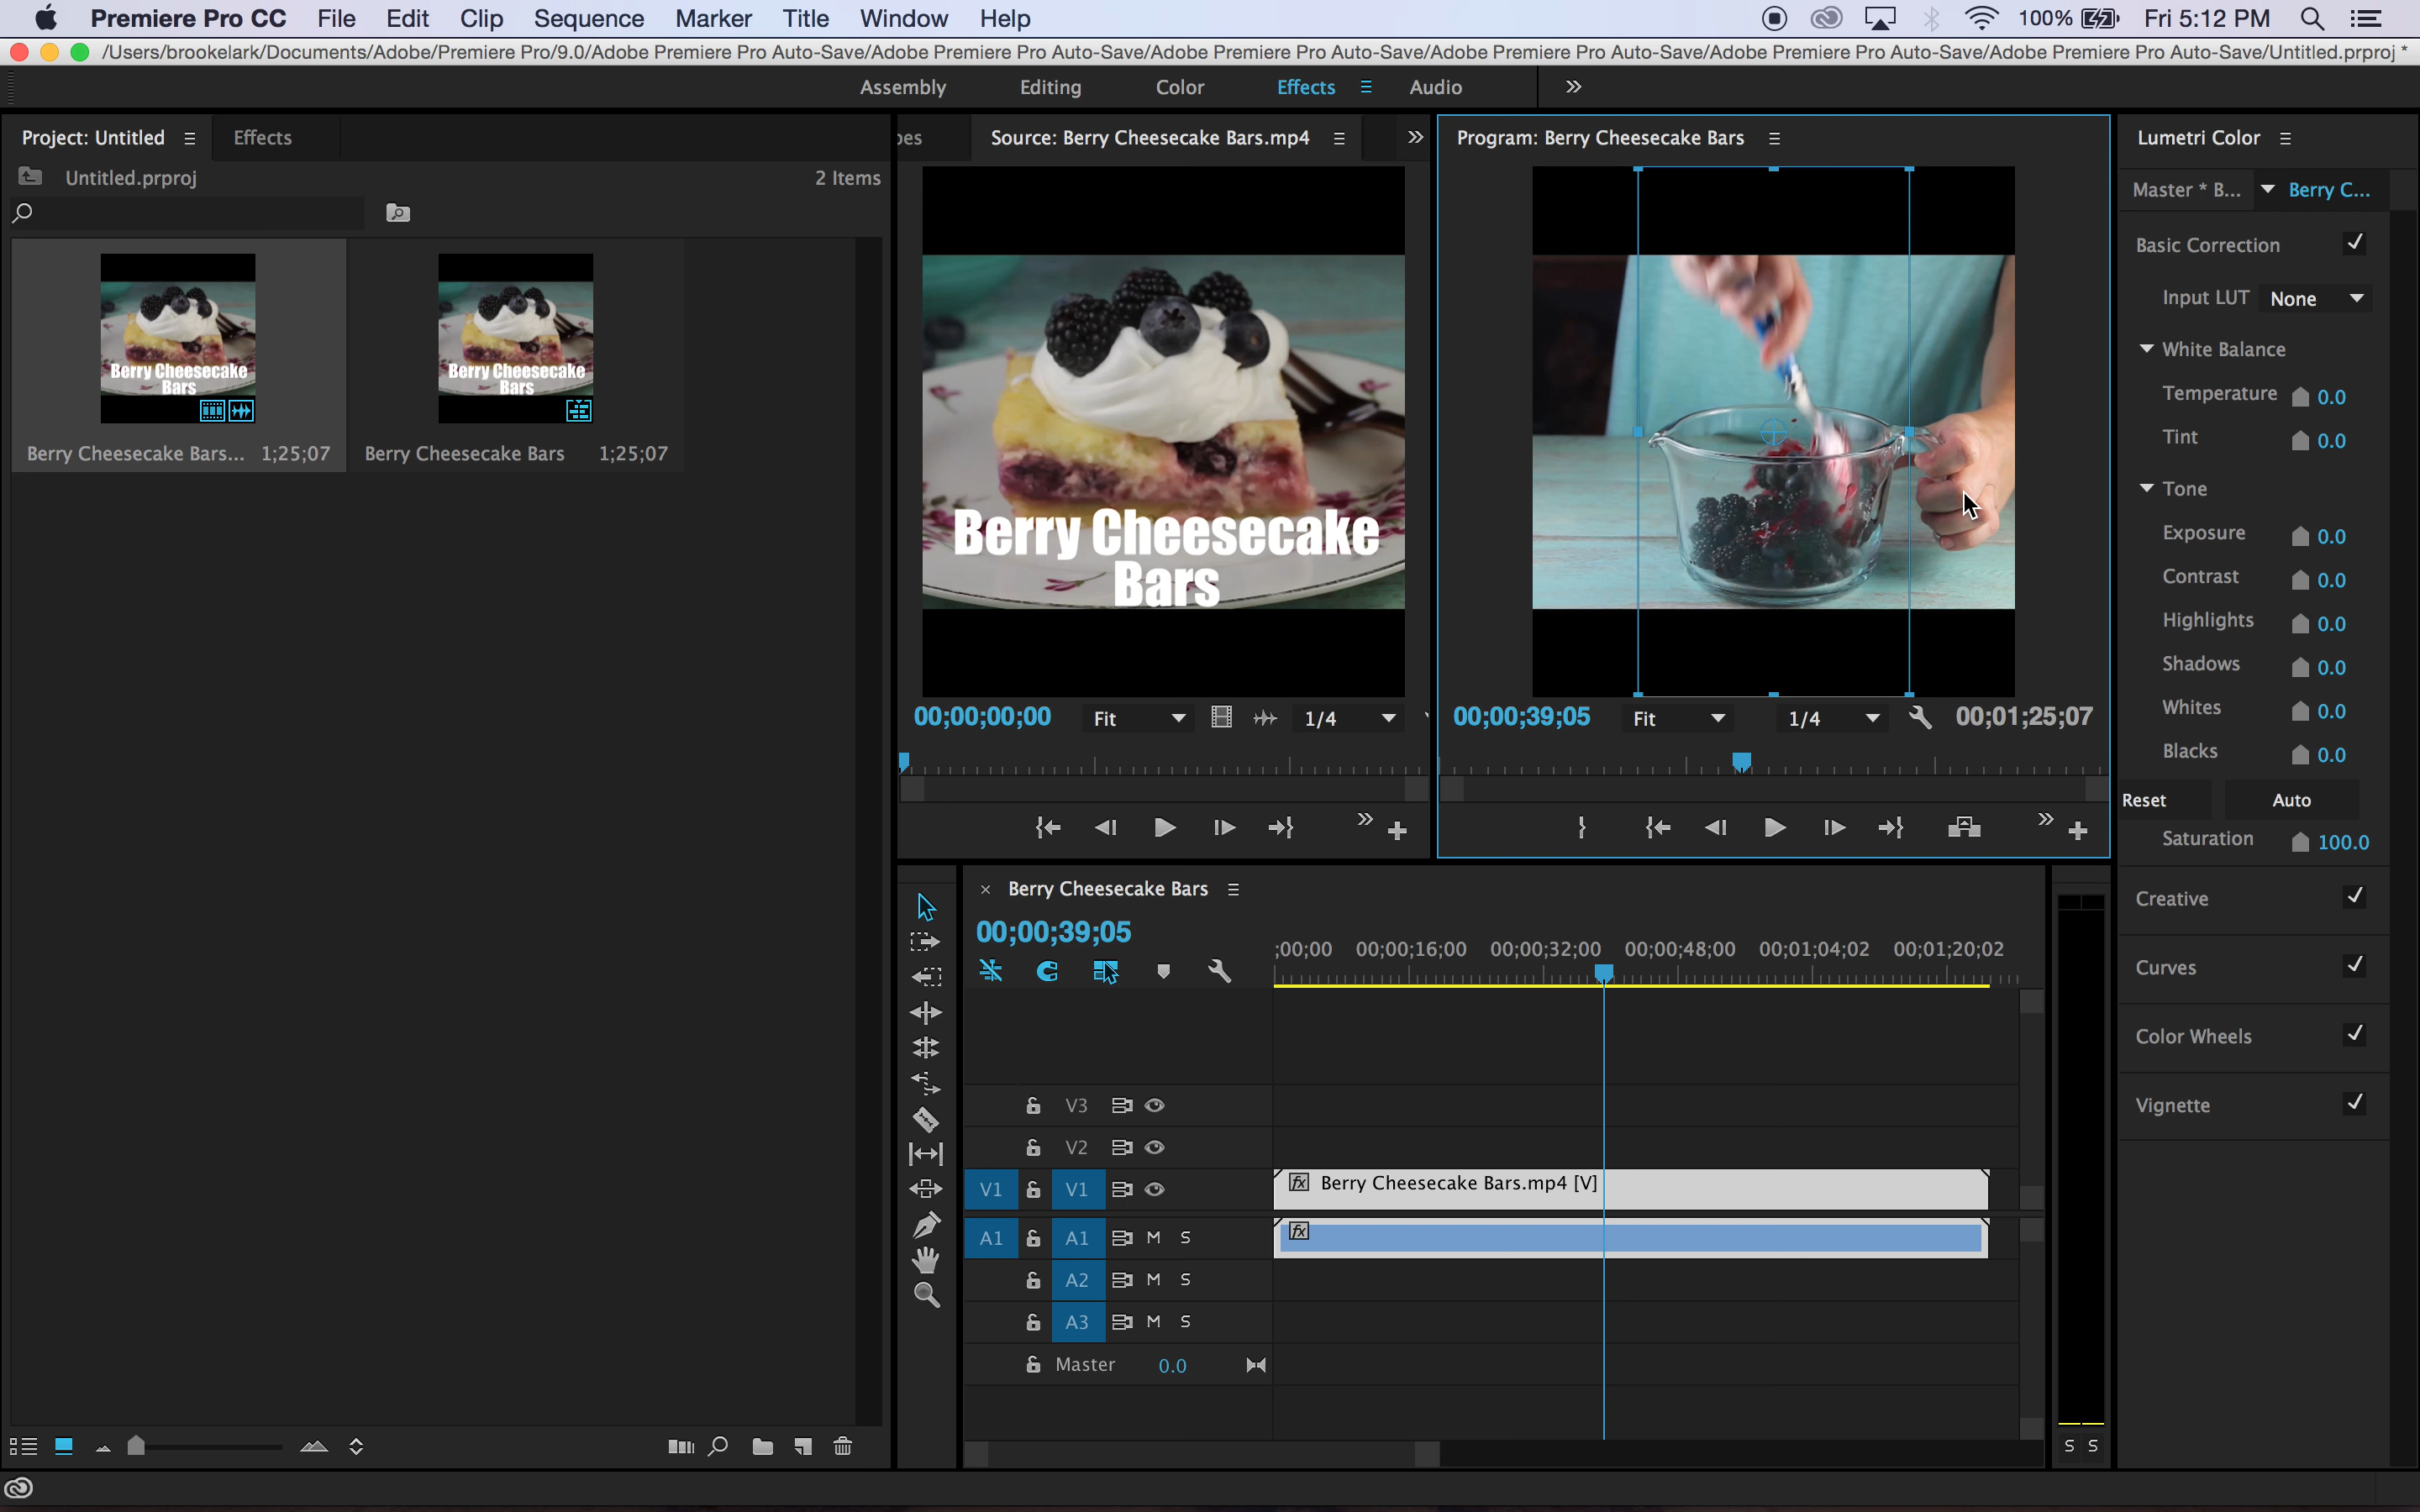 Premiere Pro CC File Edit Clip Sequence Marker Title Window Help 100% Fri 5:12 PM
/Users/brookelark/Documents/Adobe/Premiere Pro/9.0/Adobe Premiere Pro Auto-Save/Adobe Premiere Pro Auto-Save/Adobe Premiere Pro Auto-Save/Adobe Premiere Pro Auto-Save/Adobe Premiere Pro Auto-Save/Adobe Premiere Pro Auto-Save/Untitled.prproj *
Assembly Editing Color Effects Audio
Project: Untitled Effects
Untitled.prproj 2 Items
Berry Cheesecake
Bars
Berry Cheesecake
Bars
Berry Cheesecake Bars... 1;25;07 Berry Cheesecake Bars 1;25;07
pes Source: Berry Cheesecake Bars.mp4
Berry Cheesecake
Bars
00;00;00;00 Fit 1/4
Program: Berry Cheesecake Bars
00;00;39;05 Fit 1/4 00;01;25;07
Lumetri Color
Master * B... Berry C...
Basic Correction
Input LUT None
White Balance
Temperature 0.0
Tint 0.0
Tone
Exposure 0.0
Contrast 0.0
Highlights 0.0
Shadows 0.0
Whites 0.0
Blacks 0.0
Reset Auto
Saturation 100.0
Creative
Curves
Color Wheels
Vignette
× Berry Cheesecake Bars
00;00;39;05
;00;00 00;00;16;00 00;00;32;00 00;00;48;00 00;01;04;02 00;01;20;02
V3
V2
V1 V1 fx Berry Cheesecake Bars.mp4 [V]
A1 A1 M S fx
A2 M S
A3 M S
Master 0.0
S S